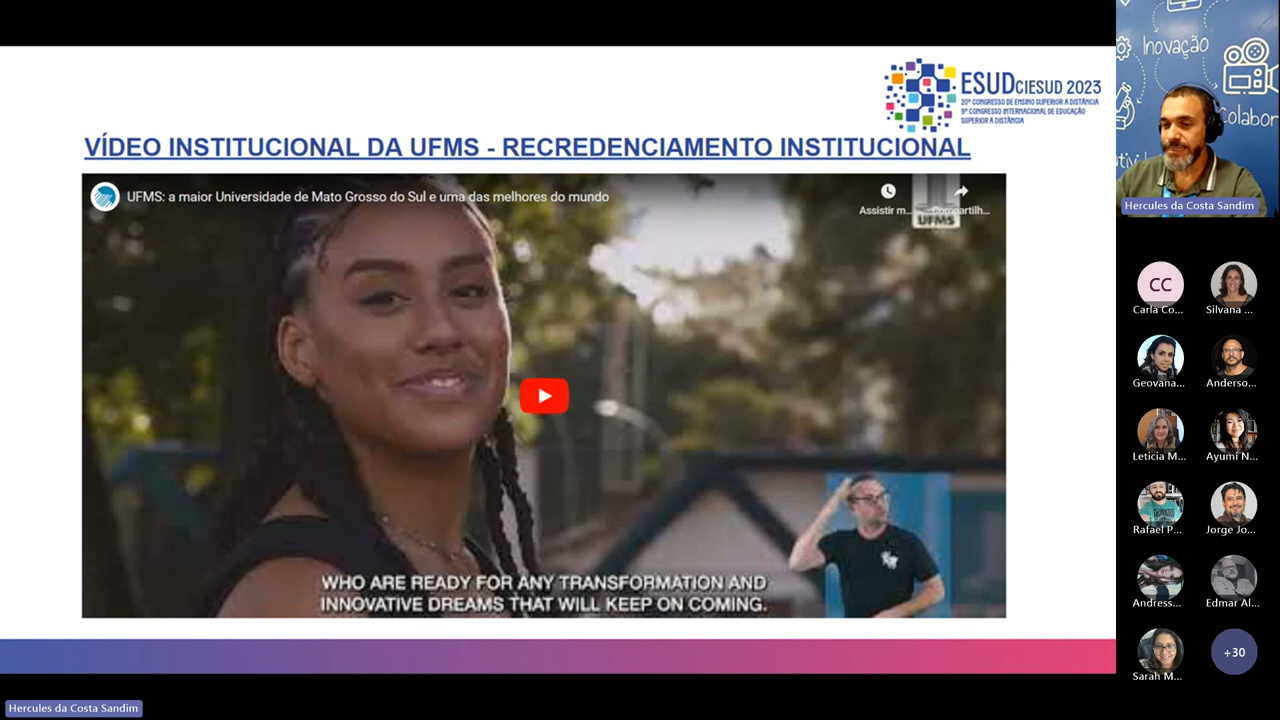 ESUDCIESUD 2023
20º CONGRESSO DE ENSINO SUPERIOR A DISTÂNCIA
9º CONGRESSO INTERNACIONAL DE EDUCAÇÃO
SUPERIOR A DISTÂNCIA
VÍDEO INSTITUCIONAL DA UFMS - RECREDENCIAMENTO INSTITUCIONAL
UFMS: a maior Universidade de Mato Grosso do Sul e uma das melhores do mundo
Assistir m...
Compartilh...
UFMS
WHO ARE READY FOR ANY TRANSFORMATION AND
INNOVATIVE DREAMS THAT WILL KEEP ON COMING.
Hercules da Costa Sandim
Inovação
Colabor
Hercules da Costa Sandim
CC
Carla Co...
Silvana ...
Geovana...
Anderso...
Leticia M...
Ayumi N...
Rafael P...
Jorge Jo...
Andress...
Edmar Al...
Sarah M...
+30